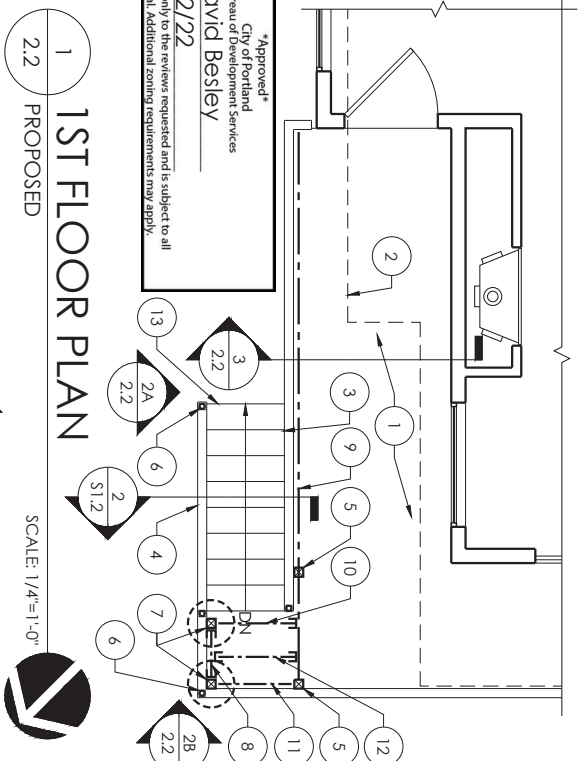 *Approved*
City of Portland
reau of Development Services
avid Besley
2/22
only to the reviews requested and is subject to all
al. Additional zoning requirements may apply.
1
2.2
1ST FLOOR PLAN
PROPOSED
SCALE: 1/4"=1'-0"
2
1
3
2.2
13
2A
2.2
6
3
9
2
S1.2
5
4
10
DN
7
6
12
5
11
8
2B
2.2